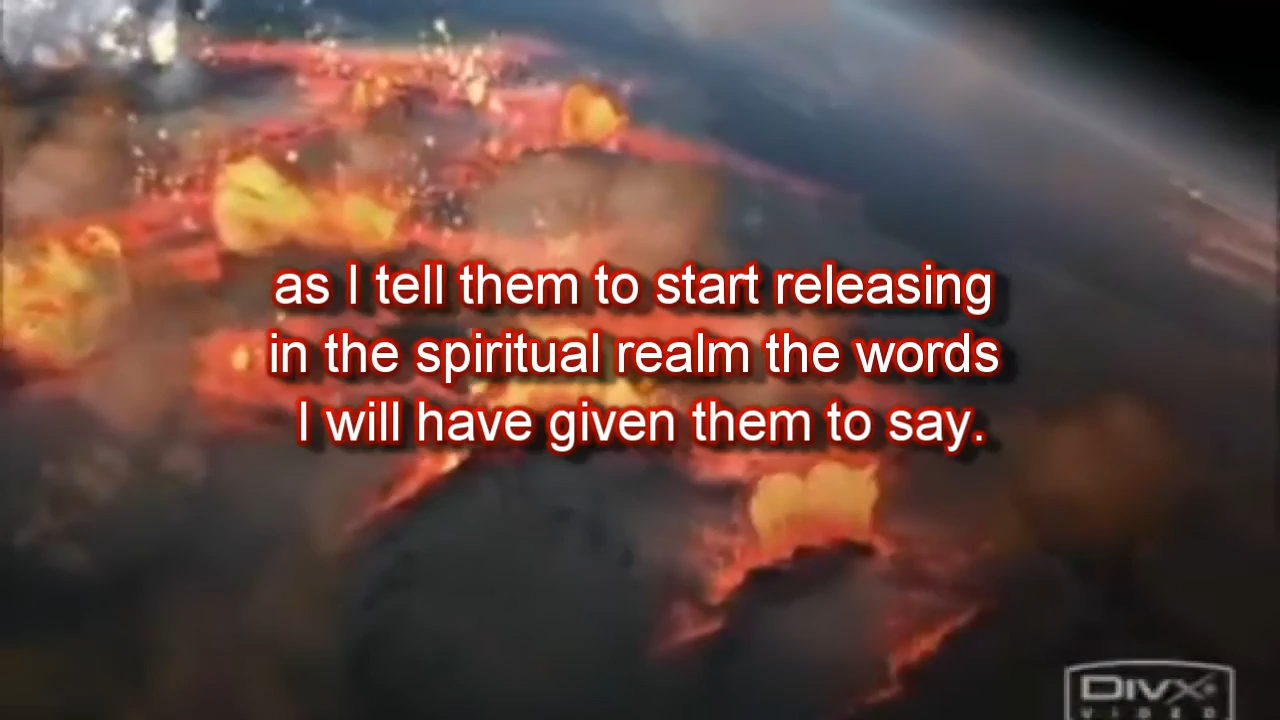 as I tell them to start releasing
in the spiritual realm the words
I will have given them to say.
DIVX
VIDEO